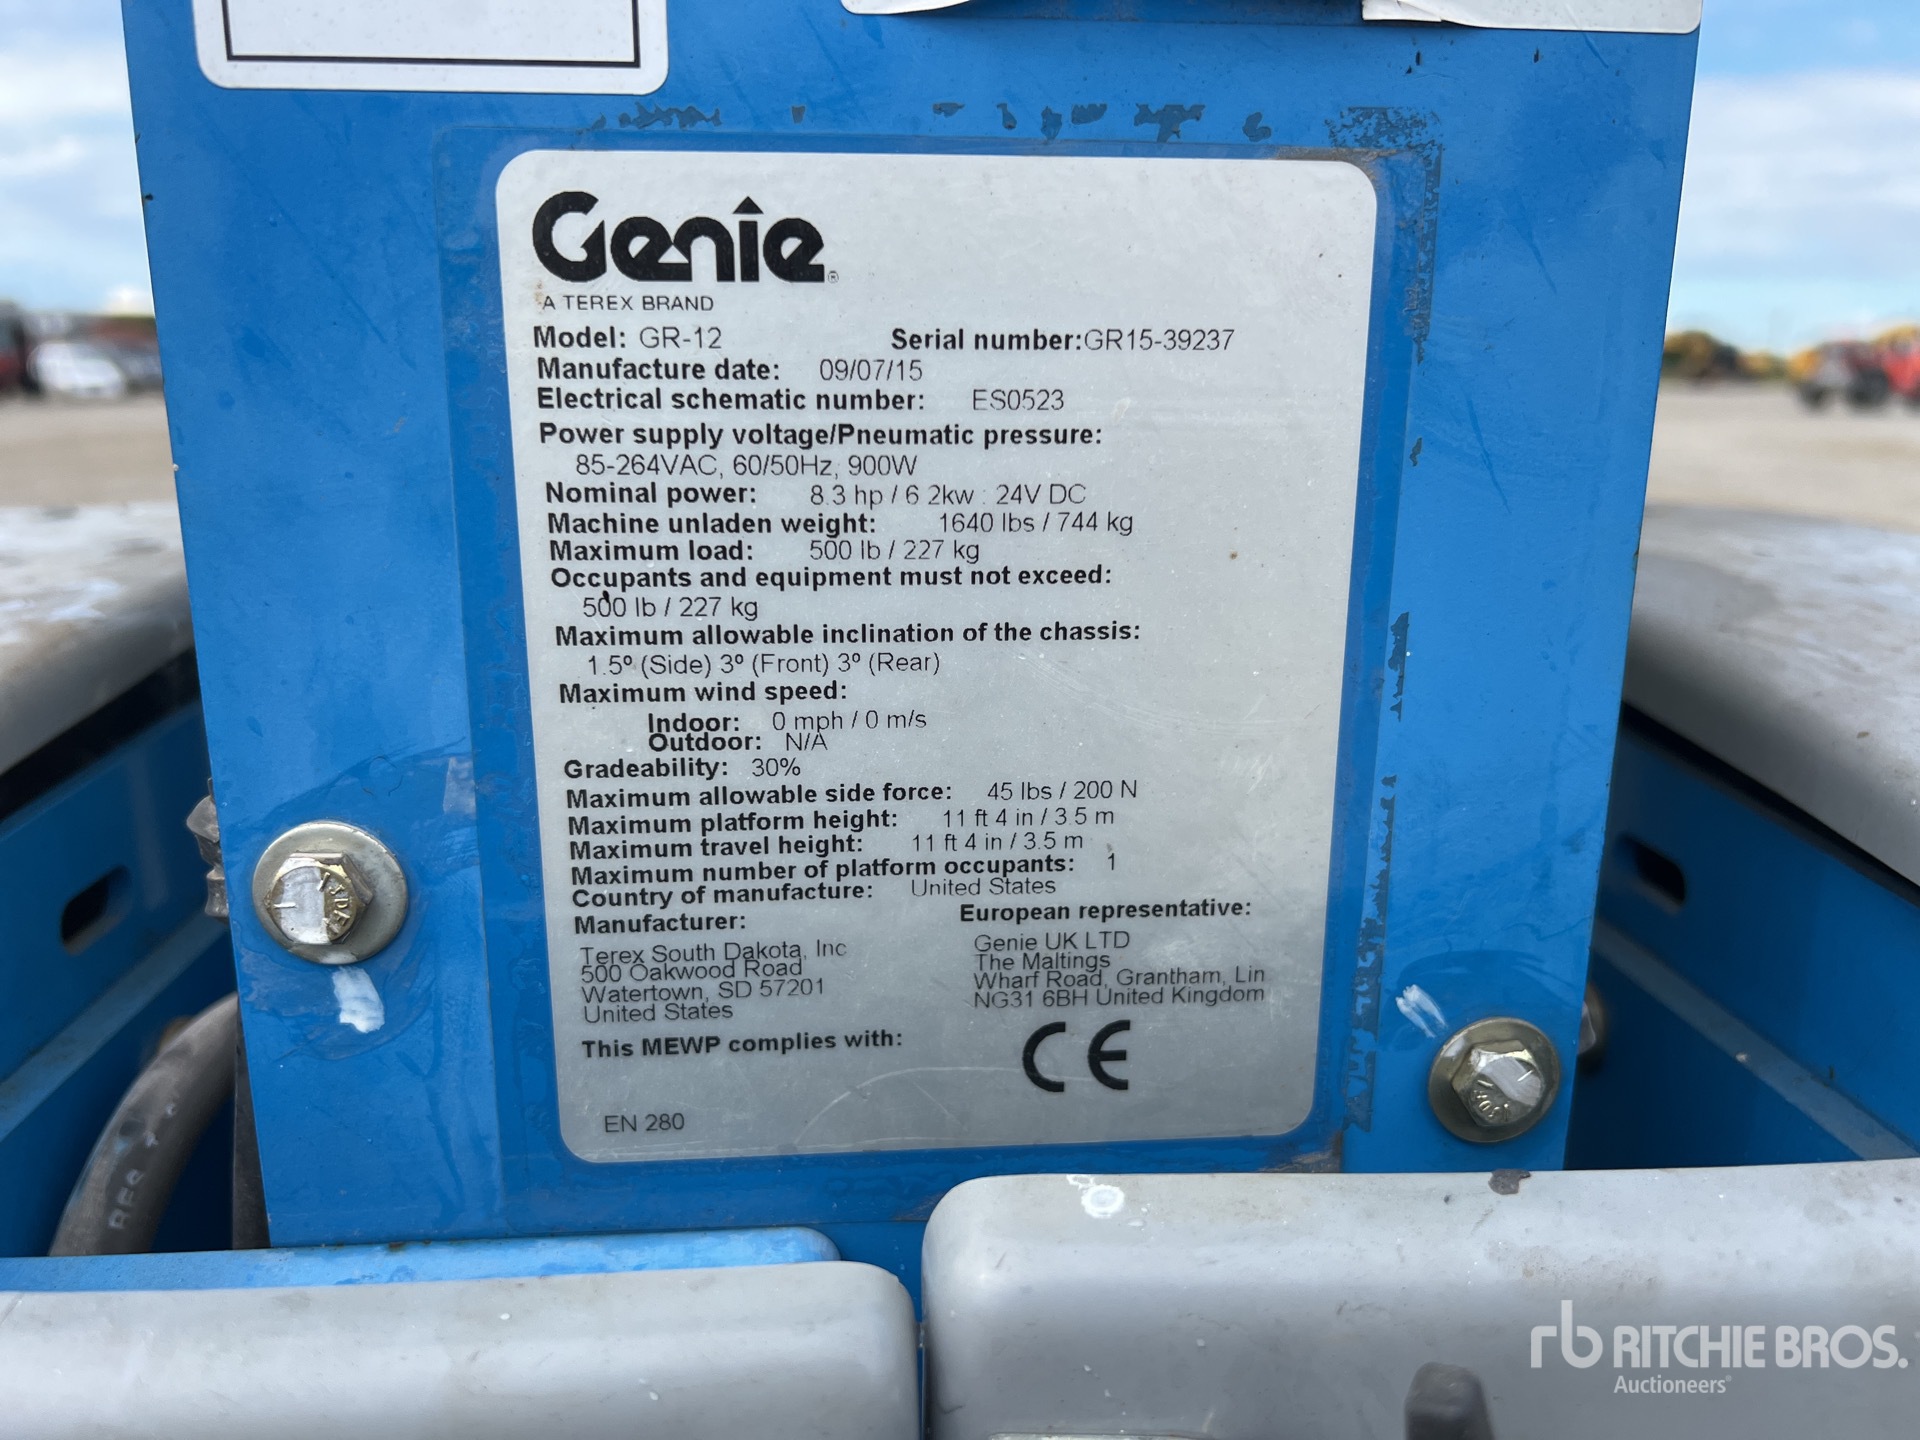 Genie®
A TEREX BRAND
Model: GR-12 Serial number:GR15-39237
Manufacture date: 09/07/15
Electrical schematic number: ES0523
Power supply voltage/Pneumatic pressure:
85-264VAC, 60/50Hz, 900W
Nominal power: 8.3 hp / 6.2kw : 24V DC
Machine unladen weight: 1640 lbs / 744 kg
Maximum load: 500 lb / 227 kg
Occupants and equipment must not exceed:
500 lb / 227 kg
Maximum allowable inclination of the chassis:
1.5º (Side) 3º (Front) 3º (Rear)
Maximum wind speed:
Indoor: 0 mph / 0 m/s
Outdoor: N/A
Gradeability: 30%
Maximum allowable side force: 45 lbs / 200 N
Maximum platform height: 11 ft 4 in / 3.5 m
Maximum travel height: 11 ft 4 in / 3.5 m
Maximum number of platform occupants: 1
Country of manufacture: United States
Manufacturer: European representative:
Terex South Dakota, Inc Genie UK LTD
500 Oakwood Road The Maltings
Watertown, SD 57201 Wharf Road, Grantham, Lin
United States NG31 6BH United Kingdom
This MEWP complies with: CE
EN 280
rb RITCHIE BROS.
Auctioneers